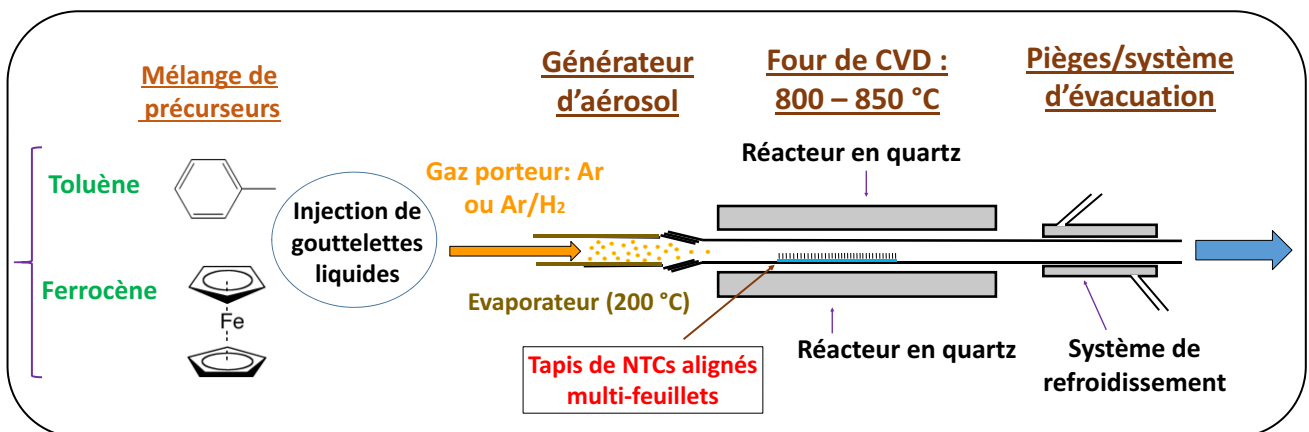 Mélange de
précurseurs
Toluène
Ferrocène
Fe
Injection de
gouttelettes
liquides
Générateur
d'aérosol
Gaz porteur: Ar
ou Ar/H2
Evaporateur (200 °C)
Four de CVD :
800 – 850 °C
Réacteur en quartz
Tapis de NTCs alignés
multi-feuillets
Réacteur en quartz
Pièges/système
d'évacuation
Système de
refroidissement